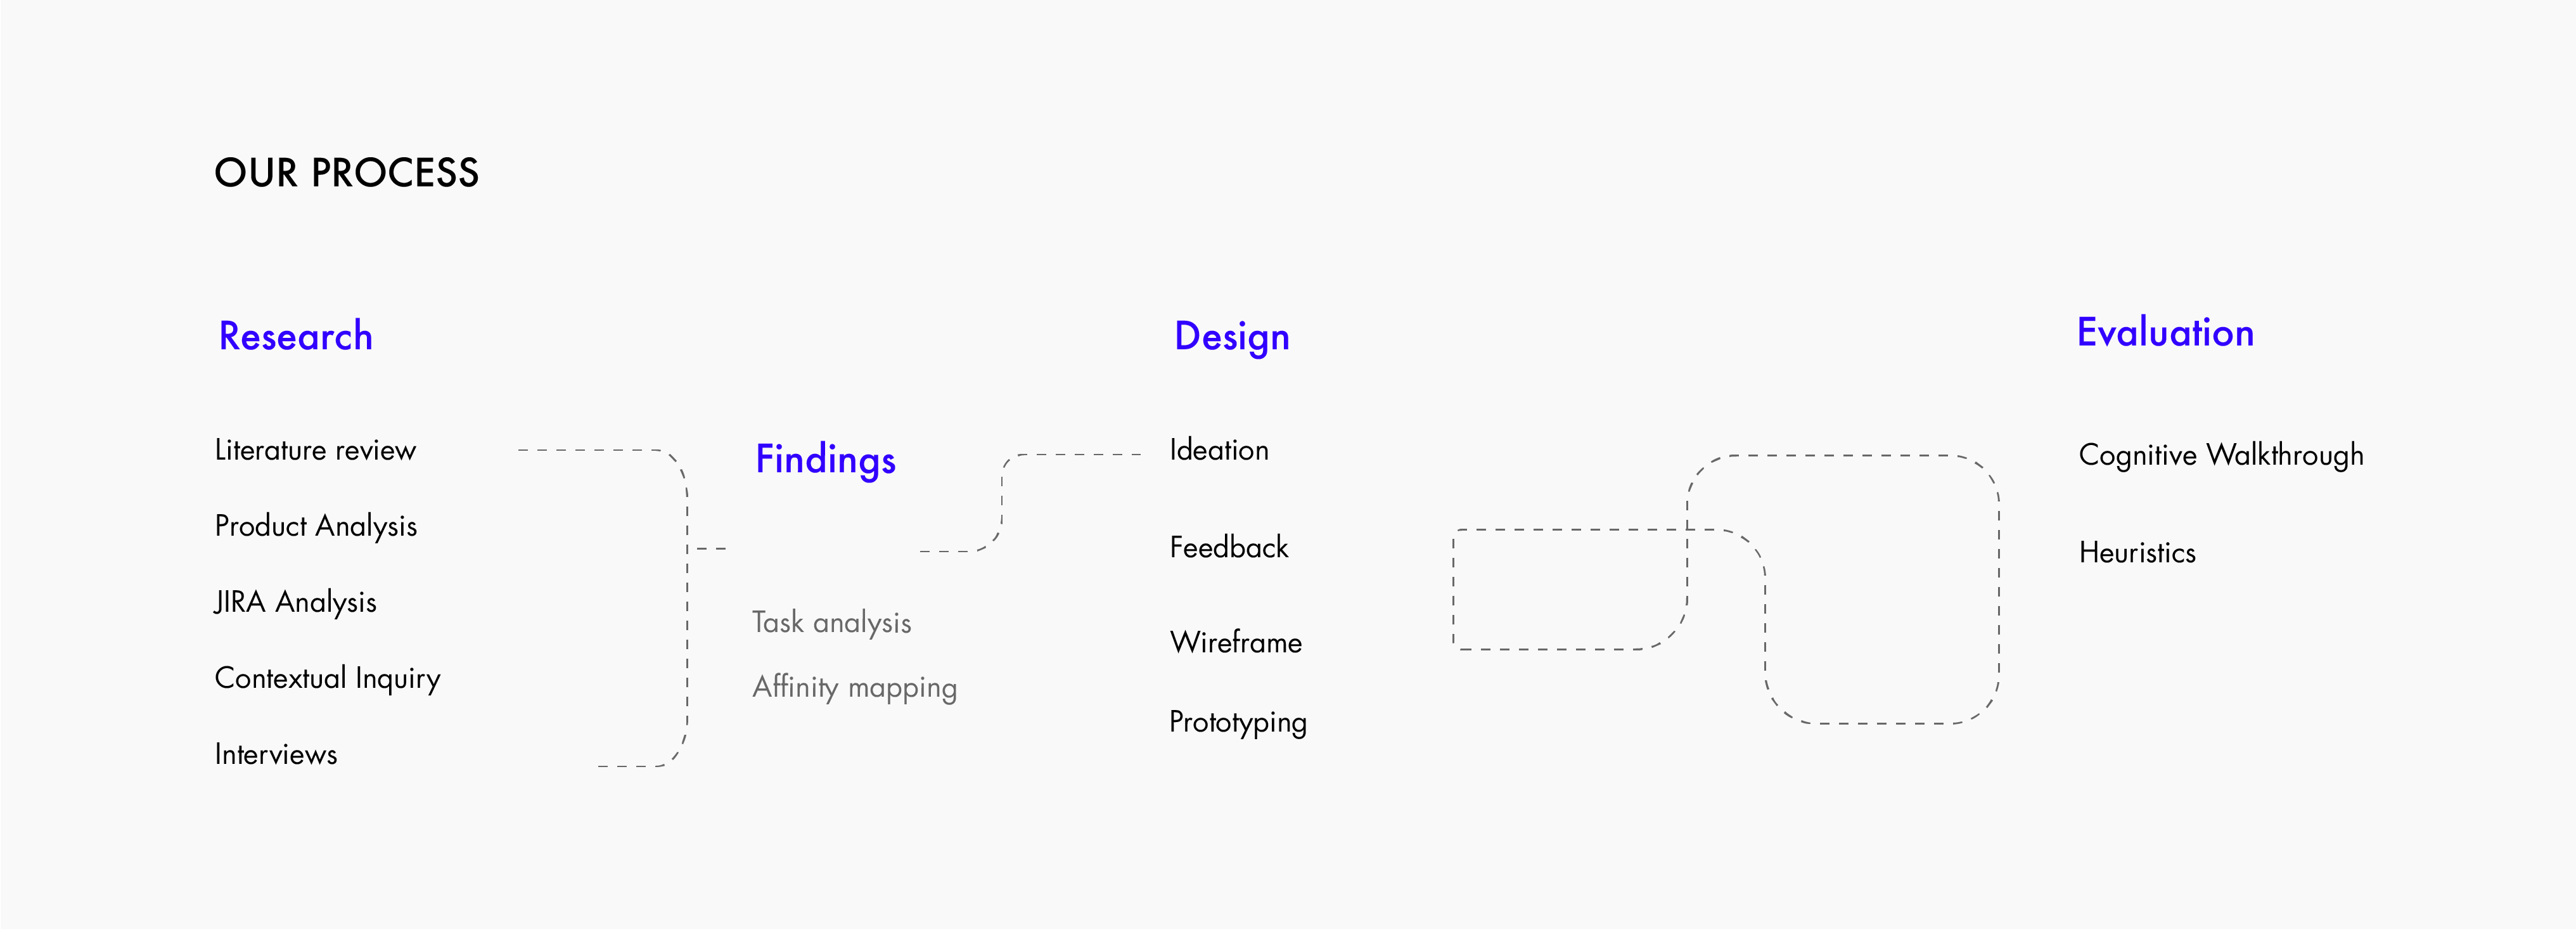 OUR PROCESS
Research
Literature review
Product Analysis
JIRA Analysis
Contextual Inquiry
Interviews
Findings
Task analysis
Affinity mapping
Design
Ideation
Feedback
Wireframe
Prototyping
Evaluation
Cognitive Walkthrough
Heuristics